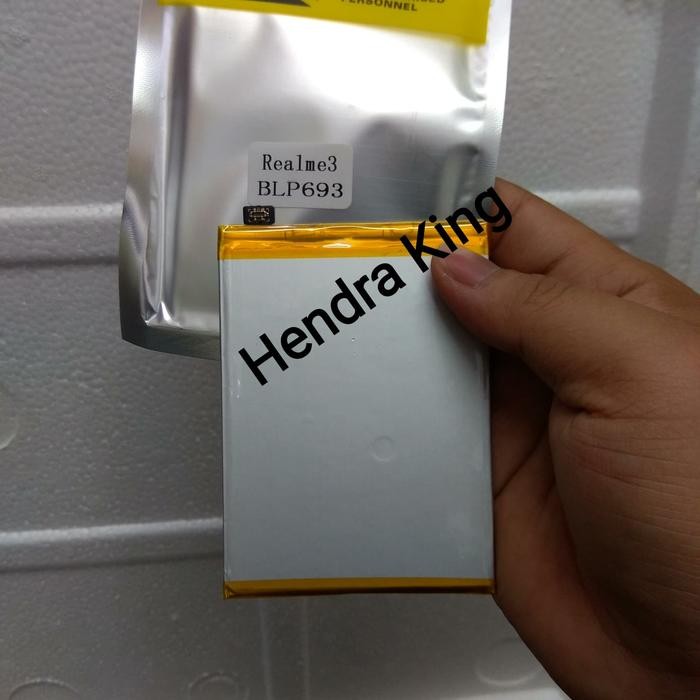 PERSONNEL
Realme3
BLP693
Hendra King